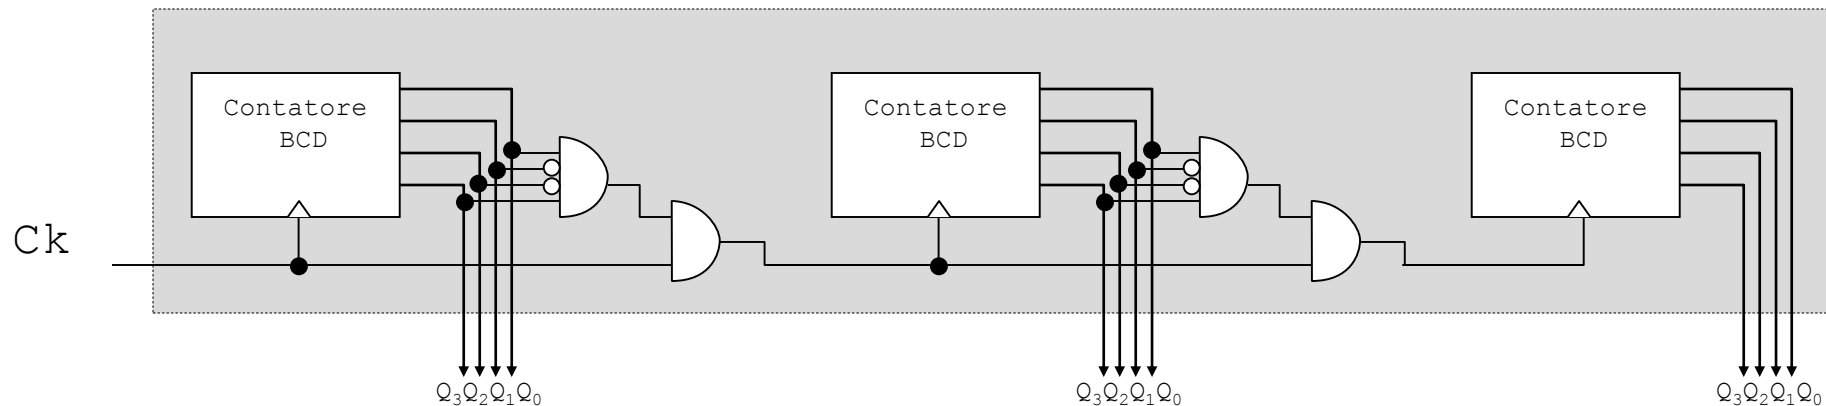 Contatore
BCD
Contatore
BCD
Contatore
BCD
Ck
Q₃Q₂Q₁Q₀
Q₃Q₂Q₁Q₀
Q₃Q₂Q₁Q₀